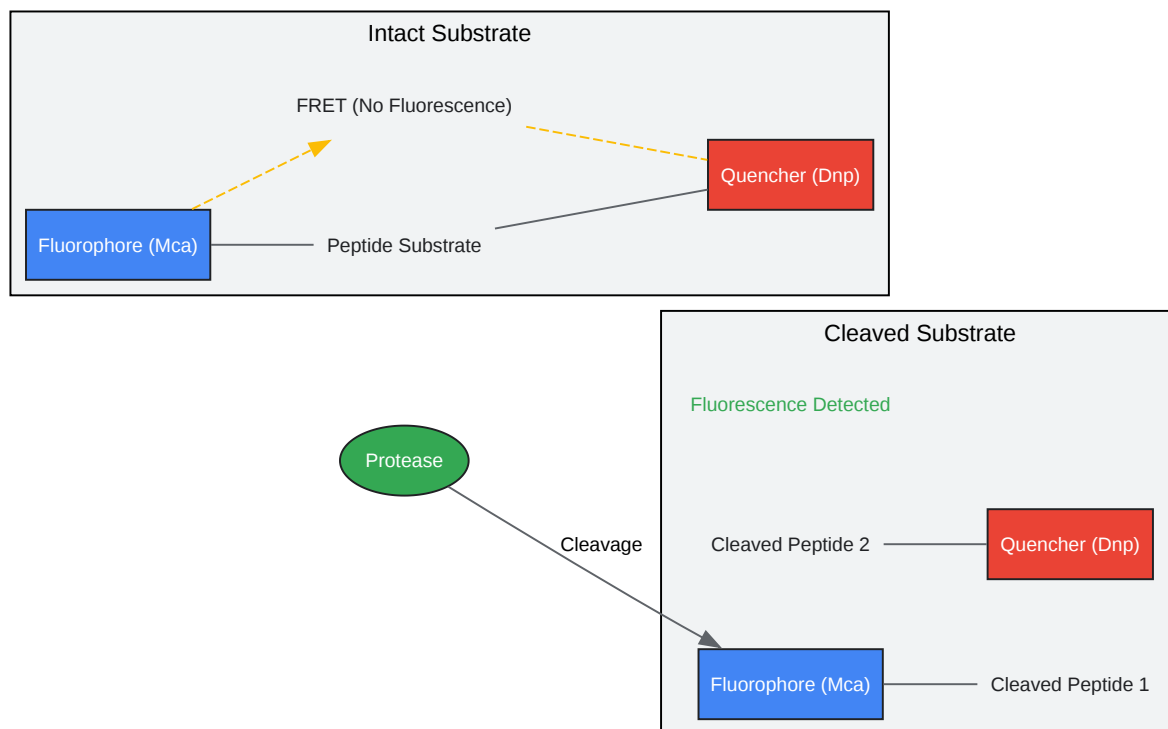 Intact Substrate
FRET (No Fluorescence)
Quencher (Dnp)
Fluorophore (Mca)
Peptide Substrate
Cleaved Substrate
Fluorescence Detected
Protease
Cleavage
Cleaved Peptide 2
Quencher (Dnp)
Fluorophore (Mca)
Cleaved Peptide 1